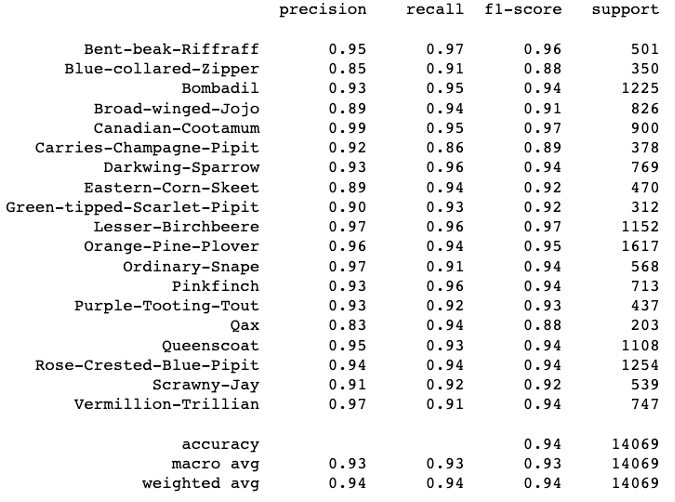 precision recall f1-score support
Bent-beak-Riffraff 0.95 0.97 0.96 501
Blue-collared-Zipper 0.85 0.91 0.88 350
Bombadil 0.93 0.95 0.94 1225
Broad-winged-Jojo 0.89 0.94 0.91 826
Canadian-Cootamum 0.99 0.95 0.97 900
Carries-Champagne-Pipit 0.92 0.86 0.89 378
Darkwing-Sparrow 0.93 0.96 0.94 769
Eastern-Corn-Skeet 0.89 0.94 0.92 470
Green-tipped-Scarlet-Pipit 0.90 0.93 0.92 312
Lesser-Birchbeere 0.97 0.96 0.97 1152
Orange-Pine-Plover 0.96 0.94 0.95 1617
Ordinary-Snape 0.97 0.91 0.94 568
Pinkfinch 0.93 0.96 0.94 713
Purple-Tooting-Tout 0.93 0.92 0.93 437
Qax 0.83 0.94 0.88 203
Queenscoat 0.95 0.93 0.94 1108
Rose-Crested-Blue-Pipit 0.94 0.94 0.94 1254
Scrawny-Jay 0.91 0.92 0.92 539
Vermillion-Trillian 0.97 0.91 0.94 747
accuracy 0.94 14069
macro avg 0.93 0.93 0.93 14069
weighted avg 0.94 0.94 0.94 14069